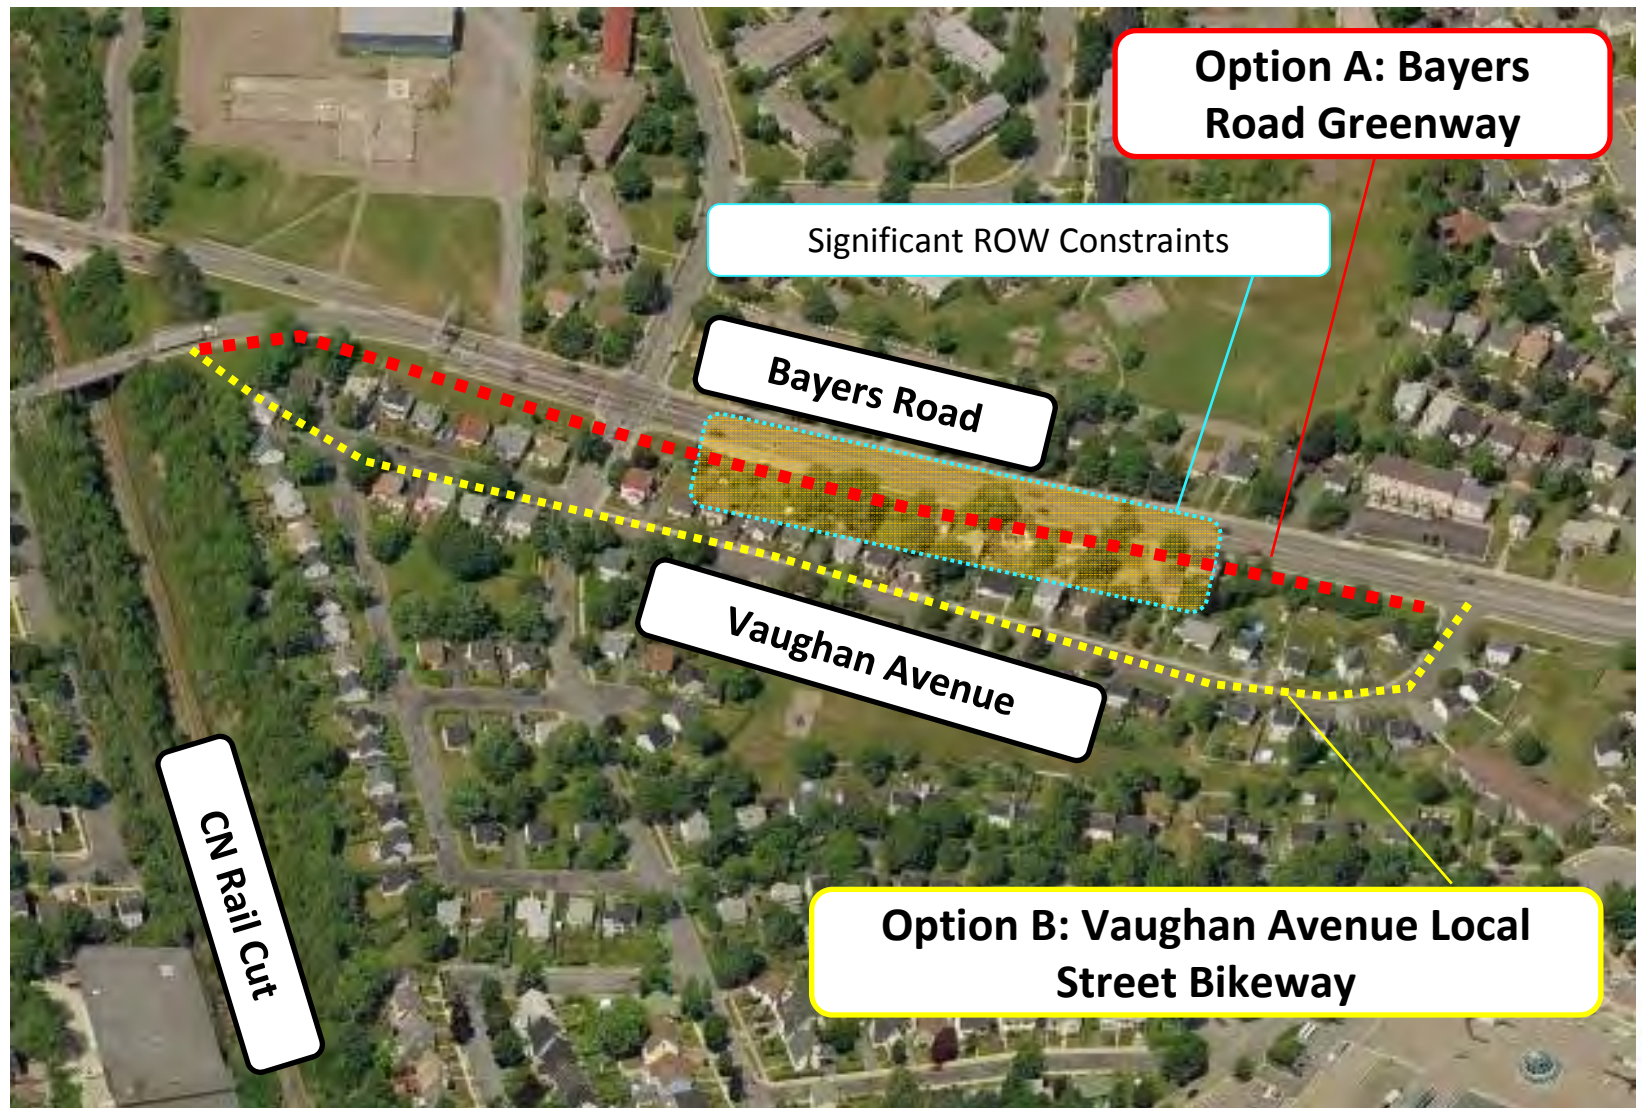 Option A: Bayers
Road Greenway
Significant ROW Constraints
Bayers Road
Vaughan Avenue
CN Rail Cut
Option B: Vaughan Avenue Local
Street Bikeway